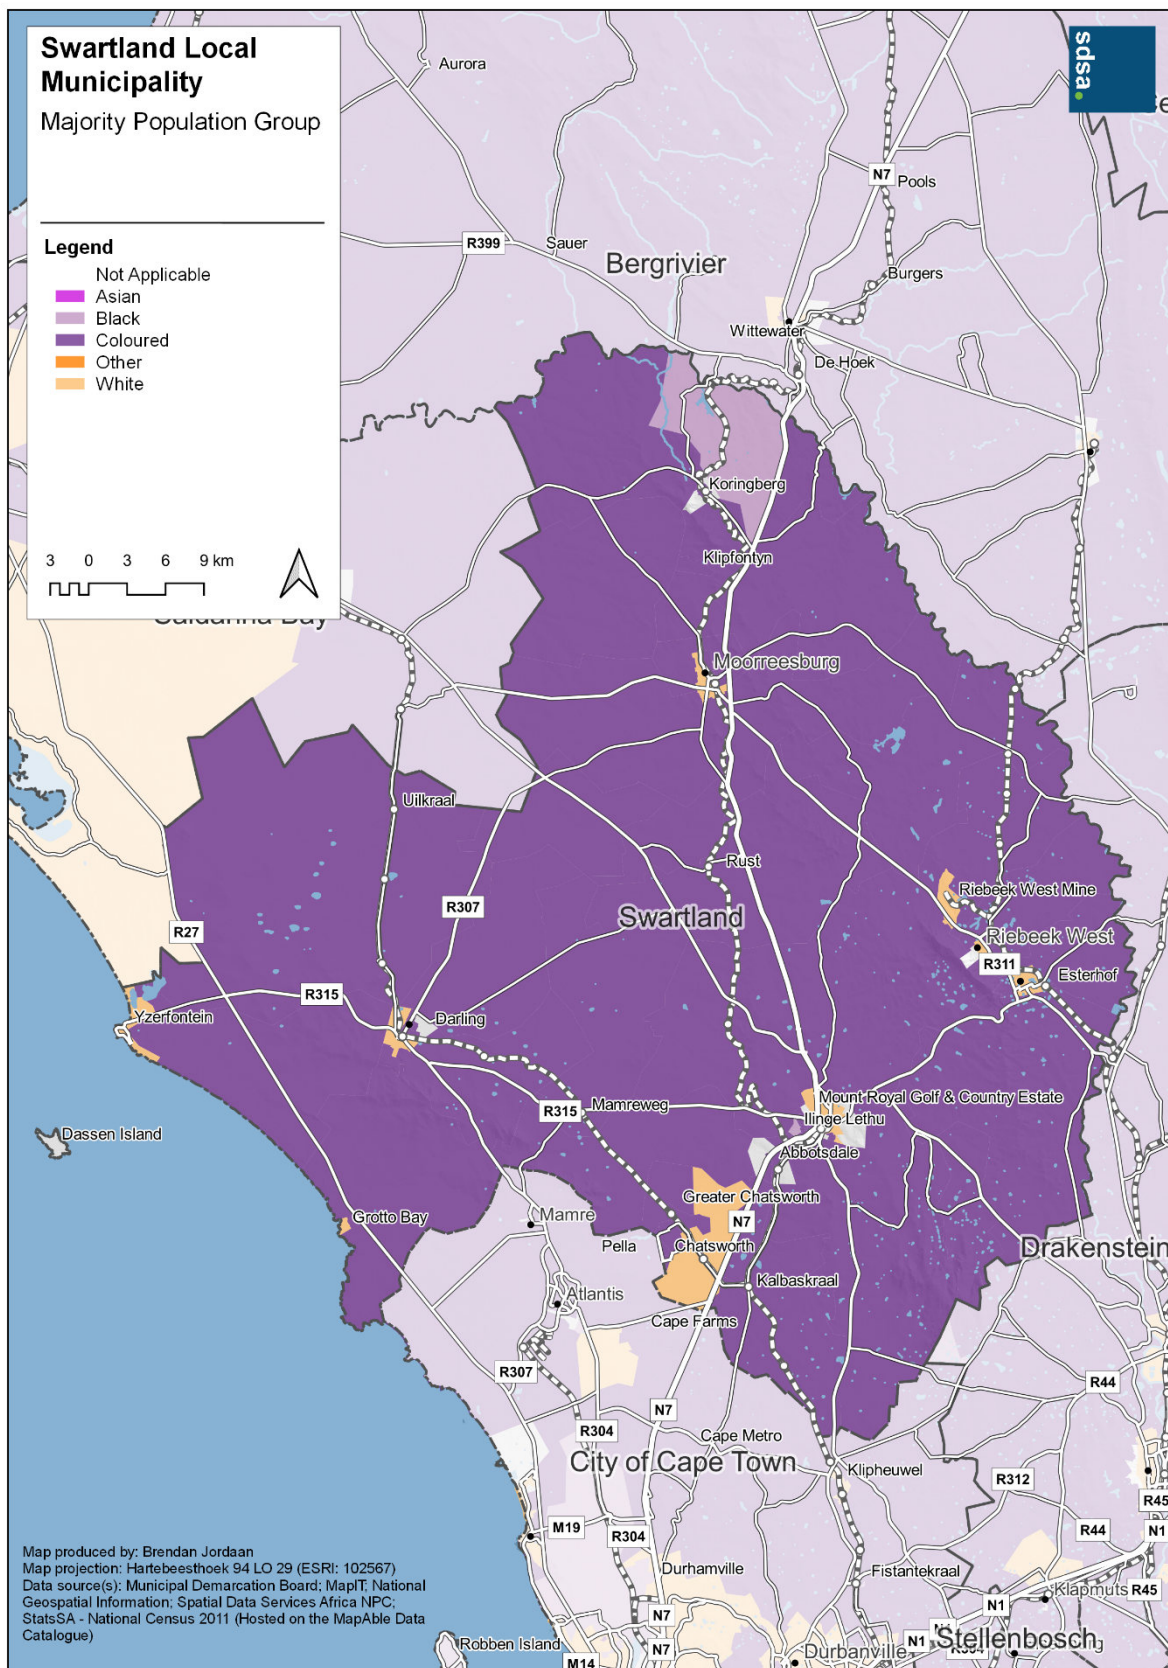 Swartland Local
Municipality
Majority Population Group
Legend
Not Applicable
Asian
Black
Coloured
Other
White
3 0 3 6 9 km
sdsa.
Aurora
N7
Pools
R399
Sauer
Bergrivier
Burgers
Wittewater
De Hoek
Koringberg
Klipfontyn
Saldanha Bay
Moorreesburg
Uilkraal
Rust
Riebeek West Mine
R307
Swartland
R27
Riebeek West
R311
Esterhof
R315
Yzerfontein
Darling
Mount Royal Golf & Country Estate
R315
Mamreweg
Ilinge Lethu
Dassen Island
Abbotsdale
Greater Chatsworth
Grotto Bay
Mamre
N7
Pella
Chatsworth
Drakenstein
Kalbaskraal
Atlantis
Cape Farms
R307
R44
N7
R304
Cape Metro
City of Cape Town
Klipheuwel
R312
R45
M19
R304
R44
N1
Durhamville
Fistantekraal
Klapmuts
R45
N1
N7
Robben Island
N7
M14
Durbanville
N1
Stellenbosch
Map produced by: Brendan Jordaan
Map projection: Hartebeesthoek 94 LO 29 (ESRI: 102567)
Data source(s): Municipal Demarcation Board; MapIT; National
Geospatial Information; Spatial Data Services Africa NPC;
StatsSA - National Census 2011 (Hosted on the MapAble Data
Catalogue)